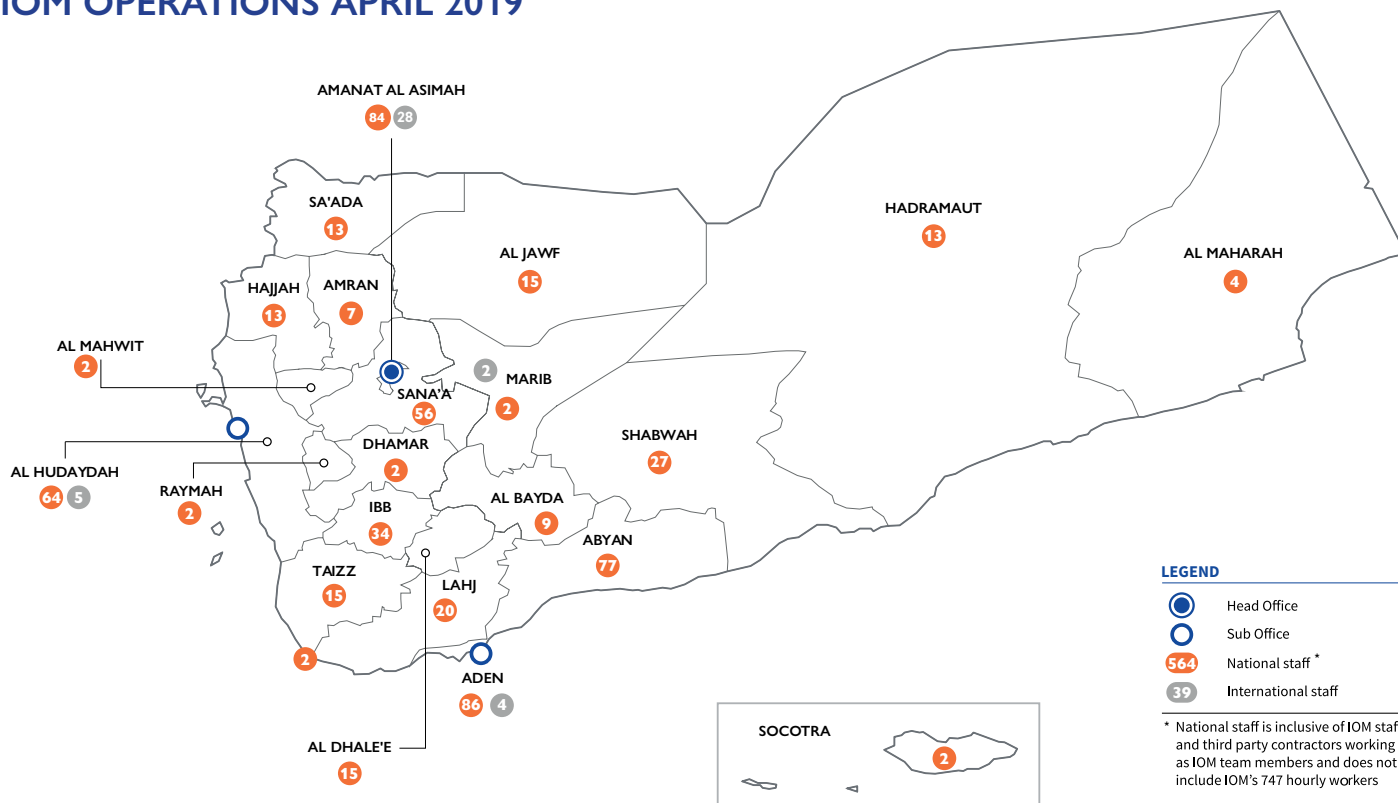 IOM OPERATIONS APRIL 2019
AMANAT AL ASIMAH
84 28
SA'ADA
13
HADRAMAUT
13
AL JAWF
15
AL MAHARAH
4
HAJJAH
13
AMRAN
7
AL MAHWIT
2
2
MARIB
2
SANA'A
56
SHABWAH
27
DHAMAR
2
AL HUDAYDAH
64 5
RAYMAH
2
AL BAYDA
9
IBB
34
ABYAN
77
TAIZZ
15
LAHJ
20
2
ADEN
86 4
AL DHALE'E
15
SOCOTRA
2
LEGEND
Head Office
Sub Office
564 National staff *
39 International staff
* National staff is inclusive of IOM staf
and third party contractors working
as IOM team members and does not
include IOM's 747 hourly workers